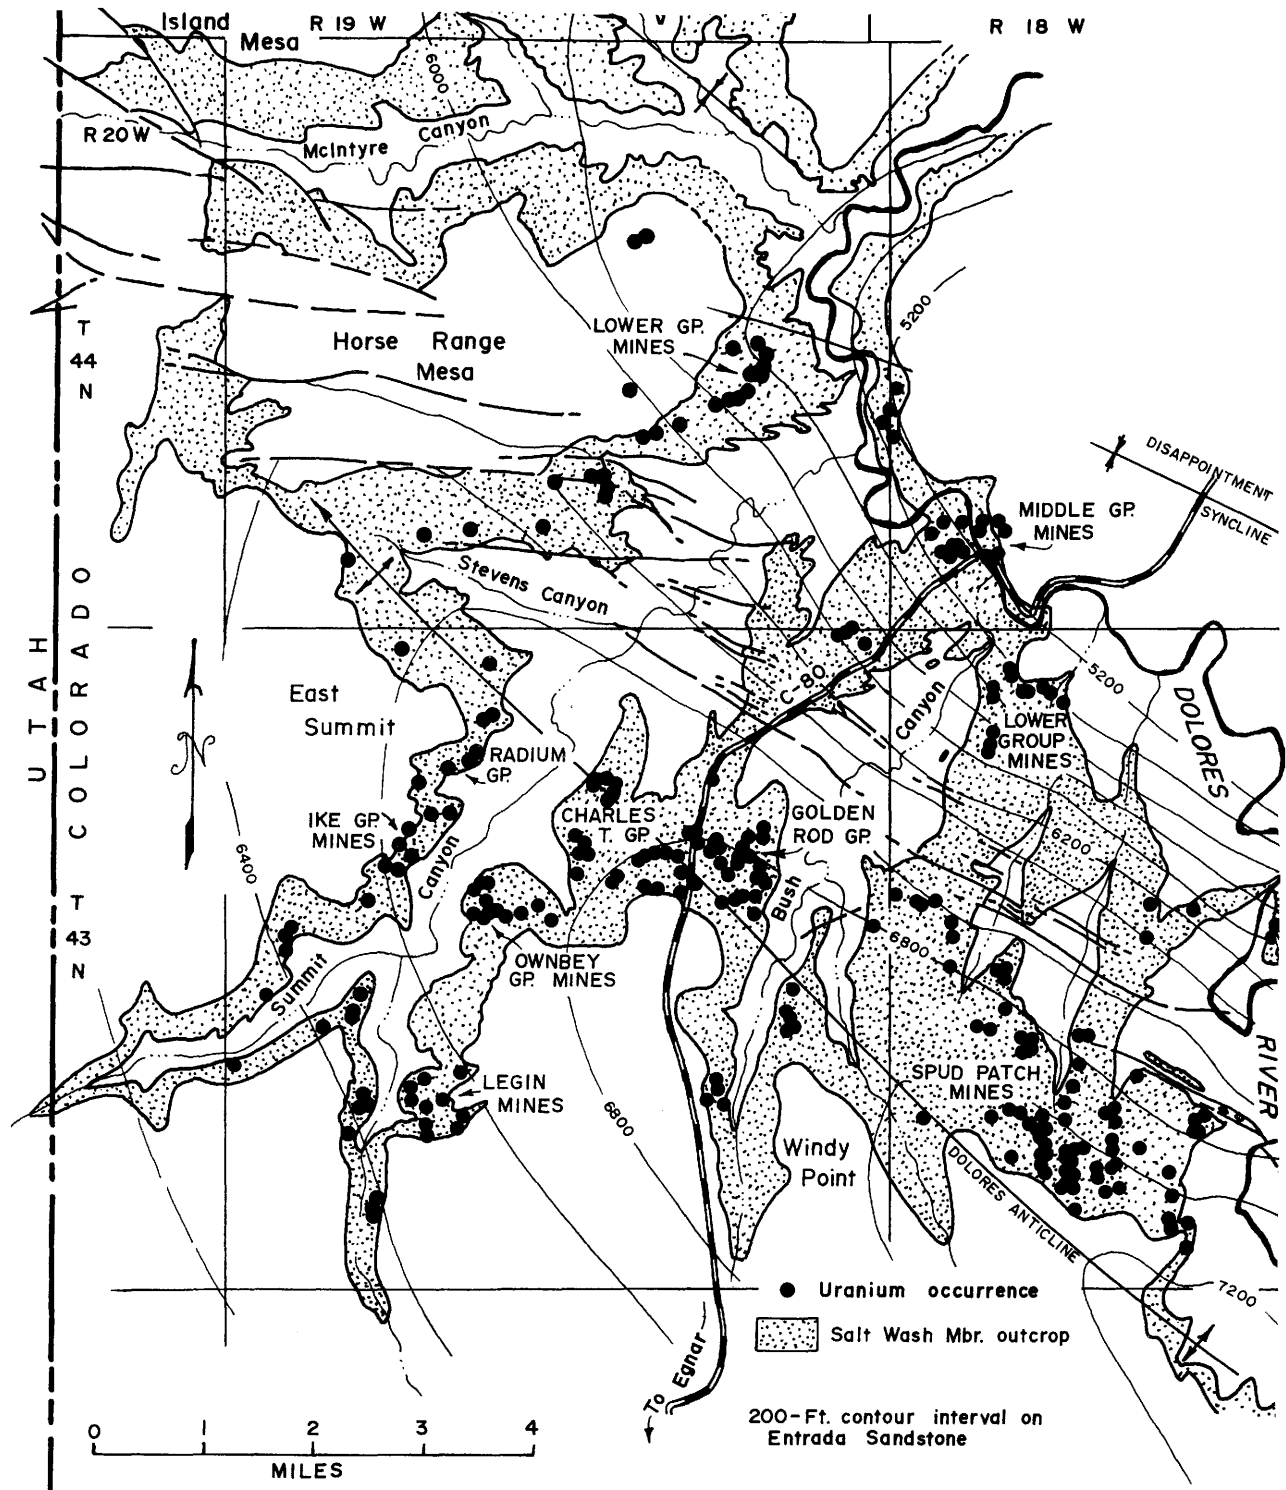 Island
Mesa
R 19 W
R 18 W
6000
R 20 W
McIntyre Canyon
5200
T
44
N
LOWER GP.
MINES
Horse Range
Mesa
DISAPPOINTMENT
SYNCLINE
MIDDLE GP.
MINES
Stevens Canyon
UTAH
COLORADO
N
East
Summit
C-80
Canyon
5200
DOLORES
LOWER
GROUP
MINES
RADIUM
GP.
IKE GP.
MINES
CHARLES
T. GP.
GOLDEN
ROD GP.
6200
6400
Canyon
Bush
T
43
N
6800
OWNBEY
GP. MINES
Summit
RIVER
SPUD PATCH
MINES
LEGIN
MINES
6800
Windy
Point
DOLORES ANTICLINE
7200
Uranium occurrence
Salt Wash Mbr. outcrop
To Egnar
200-Ft. contour interval on
Entrada Sandstone
0 1 2 3 4
MILES